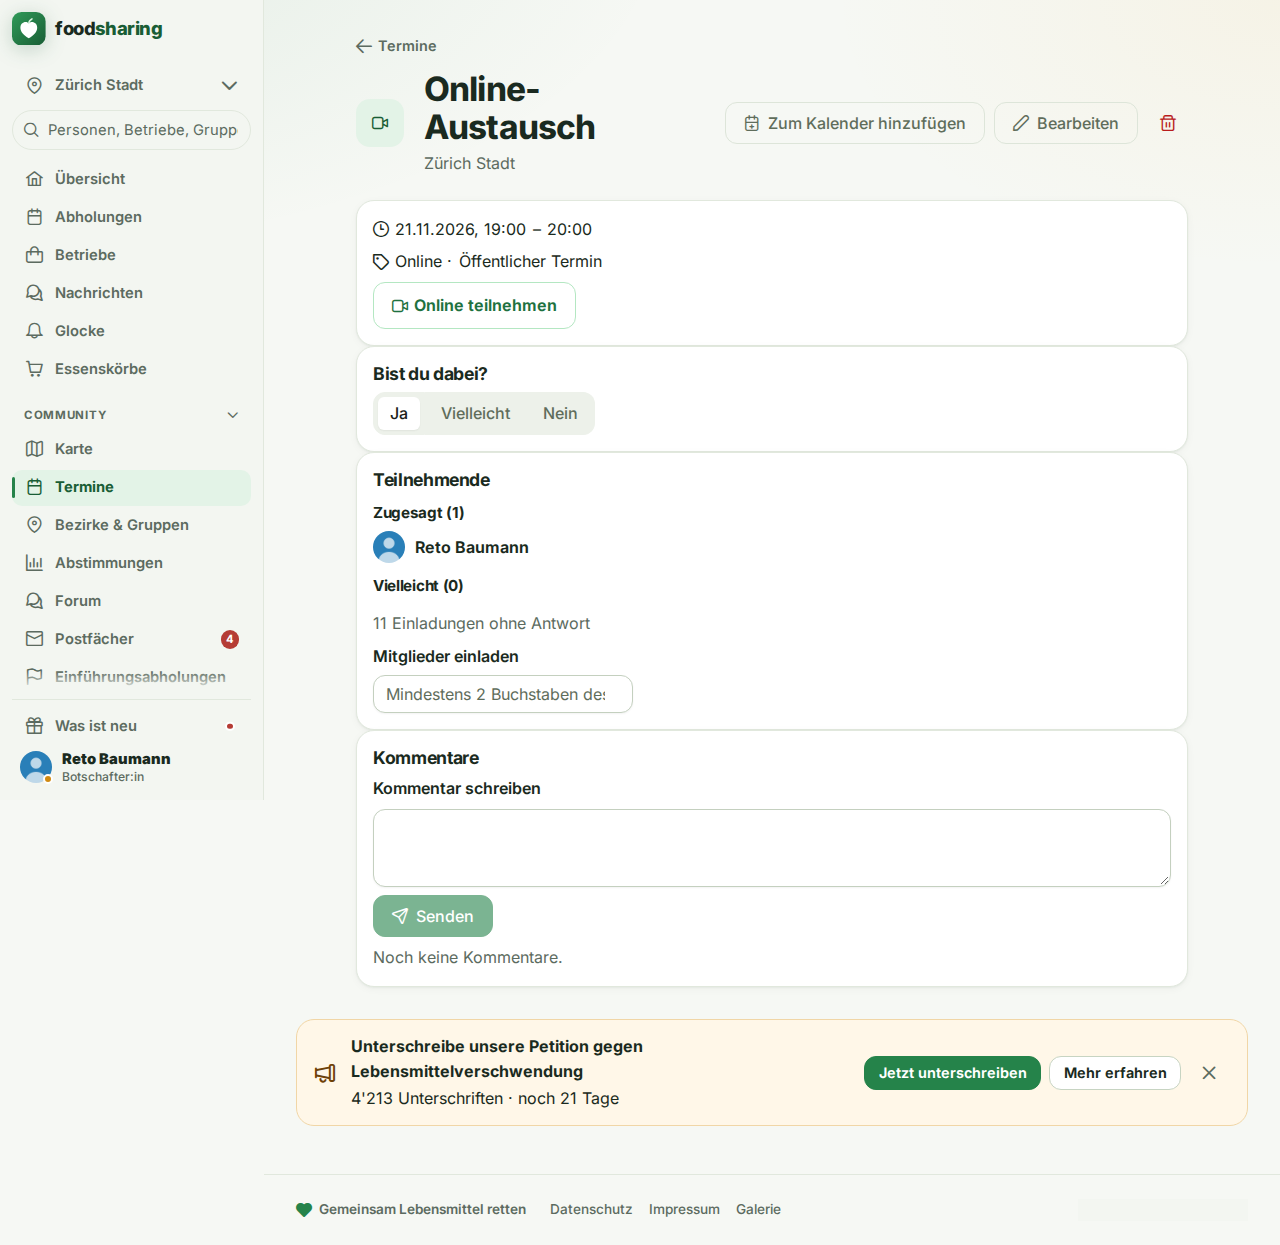 foodsharing
Zürich Stadt
Personen, Betriebe, Grupp
Übersicht
Abholungen
Betriebe
Nachrichten
Glocke
Essenskörbe
COMMUNITY
Karte
Termine
Bezirke & Gruppen
Abstimmungen
Forum
Postfächer 4
Einführungsabholungen
Was ist neu
Reto Baumann
Botschafter:in
Termine
Online-
Austausch
Zürich Stadt
Zum Kalender hinzufügen
Bearbeiten
21.11.2026, 19:00 – 20:00
Online · Öffentlicher Termin
Online teilnehmen
Bist du dabei?
Ja Vielleicht Nein
Teilnehmende
Zugesagt (1)
Reto Baumann
Vielleicht (0)
11 Einladungen ohne Antwort
Mitglieder einladen
Mindestens 2 Buchstaben des
Kommentare
Kommentar schreiben
Senden
Noch keine Kommentare.
Unterschreibe unsere Petition gegen
Lebensmittelverschwendung
4'213 Unterschriften · noch 21 Tage
Jetzt unterschreiben
Mehr erfahren
Gemeinsam Lebensmittel retten Datenschutz Impressum Galerie